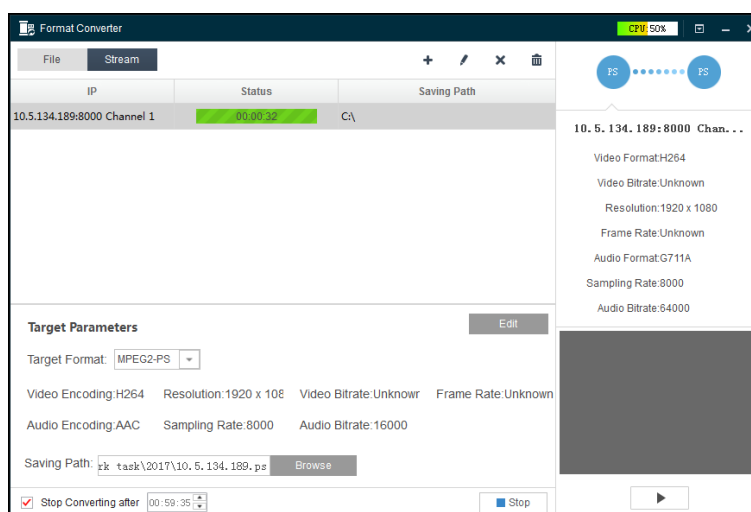 Format Converter
CPU:50%
File Stream
IP Status Saving Path
10.5.134.189:8000 Channel 1 00:00:32 C:\
PS PS
10.5.134.189:8000 Chan...
Video Format:H264
Video Bitrate:Unknown
Resolution:1920 x 1080
Frame Rate:Unknown
Audio Format:G711A
Sampling Rate:8000
Audio Bitrate:64000
Target Parameters Edit
Target Format: MPEG2-PS
Video Encoding:H264 Resolution:1920 x 108 Video Bitrate:Unknowr Frame Rate:Unknown
Audio Encoding:AAC Sampling Rate:8000 Audio Bitrate:16000
Saving Path: rk task\2017\10.5.134.189.ps Browse
Stop Converting after 00:59:35 Stop